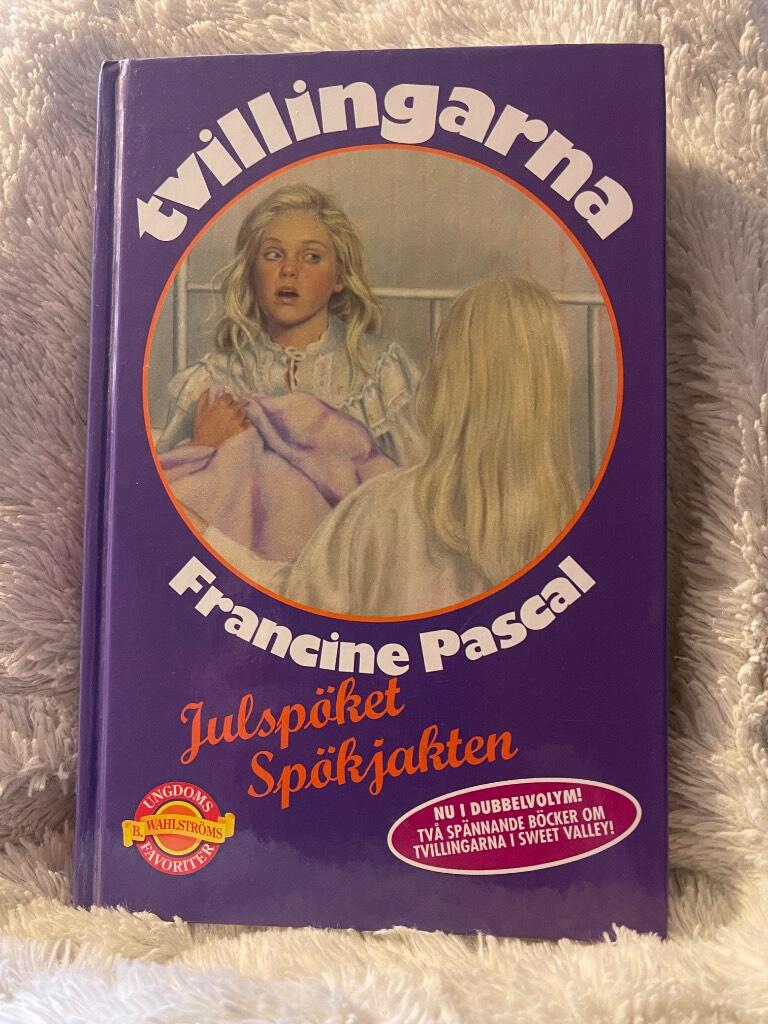 tvillingarna
Francine Pascal
Julspöket
Spökjakten
UNGDOMS
B. WAHLSTRÖMS
FAVORITER
NU I DUBBELVOLYM!
TVÅ SPÄNNANDE BÖCKER OM
TVILLINGARNA I SWEET VALLEY!